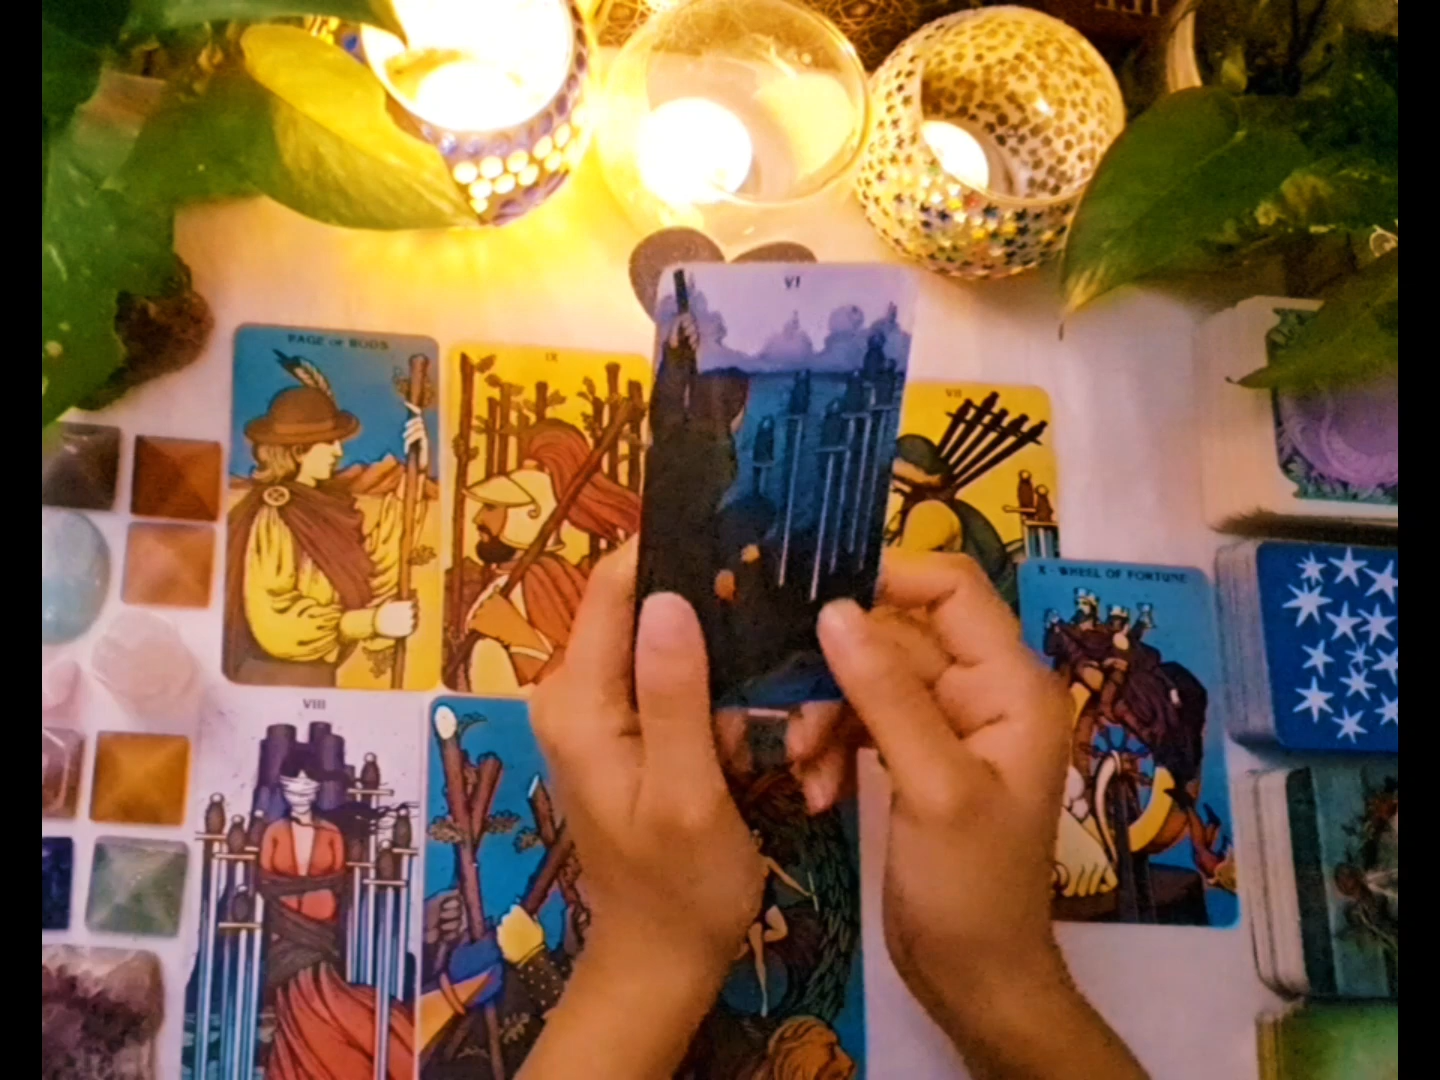 VI
PAGE OF RODS
IX
VII
X - WHEEL OF FORTUNE
VIII